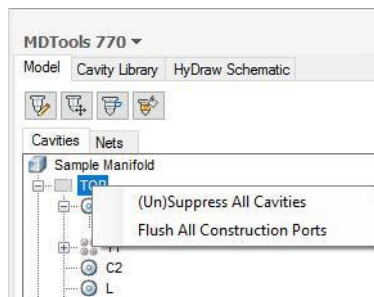 MDTools 770
Model Cavity Library HyDraw Schematic
Cavities Nets
Sample Manifold
TOP
(Un)Suppress All Cavities
Flush All Construction Ports
C2
L